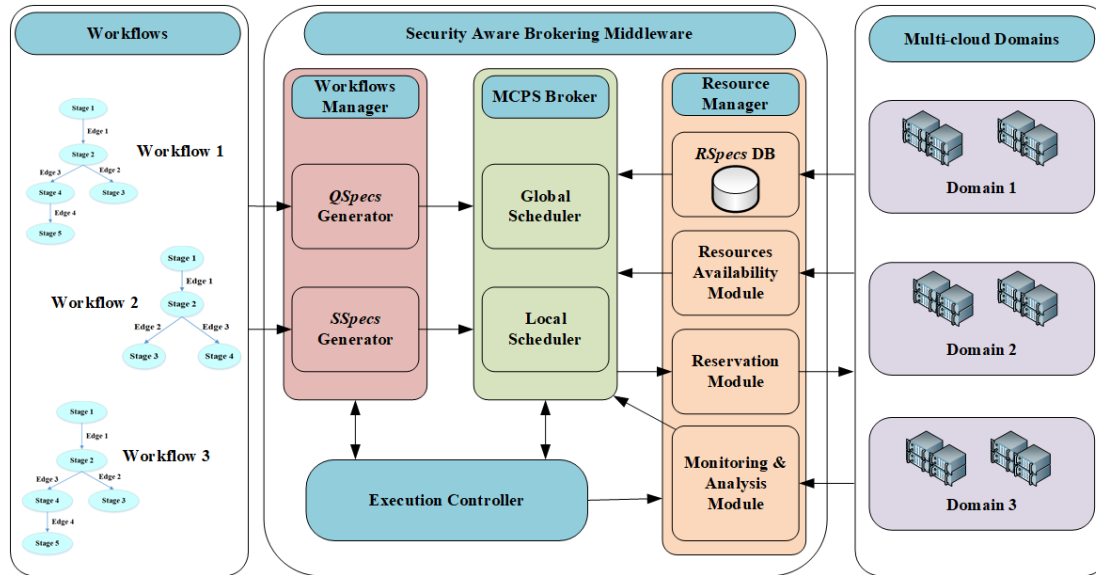 Workflows
Stage 1
Edge 1
Stage 2
Edge 3
Edge 2
Stage 4
Stage 3
Edge 4
Stage 5
Workflow 1
Stage 1
Edge 1
Stage 2
Edge 2
Edge 3
Stage 3
Stage 4
Workflow 2
Stage 1
Edge 1
Stage 2
Edge 3
Edge 2
Stage 4
Stage 3
Edge 4
Stage 5
Workflow 3
Security Aware Brokering Middleware
Workflows
Manager
QSpecs
Generator
SSpecs
Generator
MCPS Broker
Global
Scheduler
Local
Scheduler
Resource
Manager
RSpecs DB
Resources
Availability
Module
Reservation
Module
Monitoring &
Analysis
Module
Execution Controller
Multi-cloud Domains
Domain 1
Domain 2
Domain 3